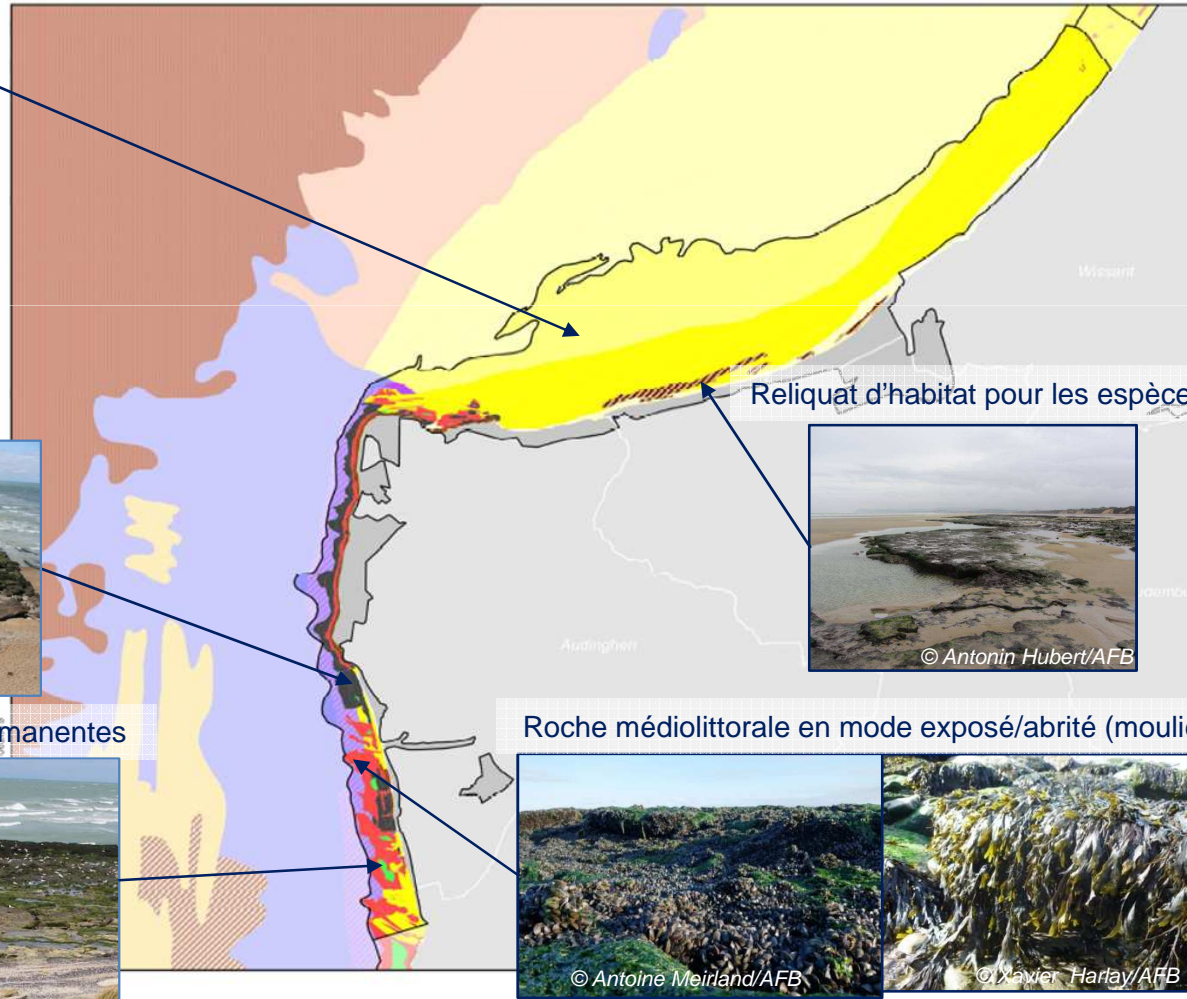 Wissant
Reliquat d'habitat pour les espèce
© Antonin Hubert/AFB
Audinghen
manentes
Roche médiolittorale en mode exposé/abrité (moulie
© Antoine Meirland/AFB
© Xavier Harlay/AFB